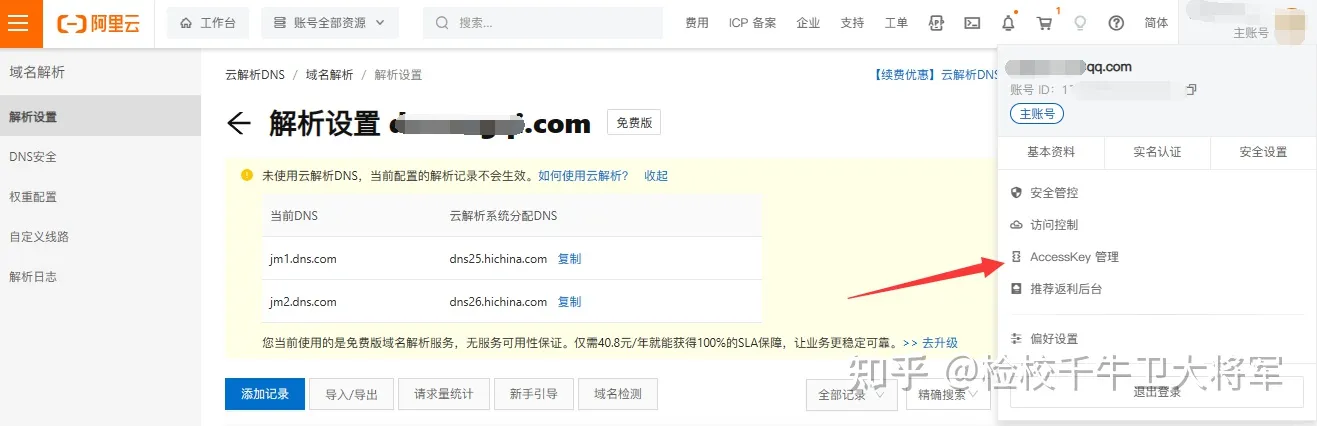 阿里云 工作台 账号全部资源 搜索... 费用 ICP 备案 企业 支持 工单 1 简体
主账号
域名解析
云解析DNS / 域名解析 / 解析设置
【续费优惠】云解析DNS
qq.com
账号 ID: 17
主账号
解析设置
解析设置 .com 免费版
DNS安全
权重配置
自定义线路
解析日志
基本资料 实名认证 安全设置
未使用云解析DNS，当前配置的解析记录不会生效。如何使用云解析? 收起
当前DNS 云解析系统分配DNS
jm1.dns.com dns25.hichina.com 复制
jm2.dns.com dns26.hichina.com 复制
您当前使用的是免费版域名解析服务，无服务可用性保证。仅需40.8元/年就能获得100%的SLA保障，让业务更稳定可靠。>> 去升级
安全管控
访问控制
AccessKey 管理
推荐返利后台
偏好设置
添加记录 导入/导出 请求量统计 新手引导 域名检测 全部记录 精确搜索
退出登录
知乎 @检校千牛卫大将军